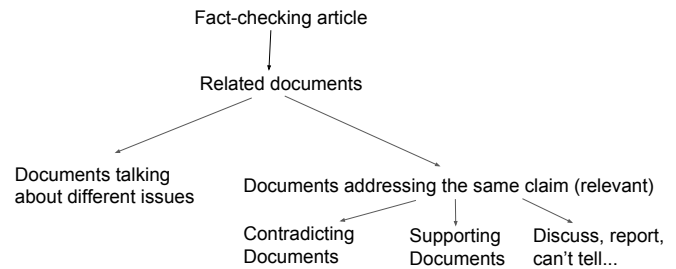 Fact-checking article
Related documents
Documents talking
about different issues
Documents addressing the same claim (relevant)
Contradicting
Documents
Supporting
Documents
Discuss, report,
can't tell...